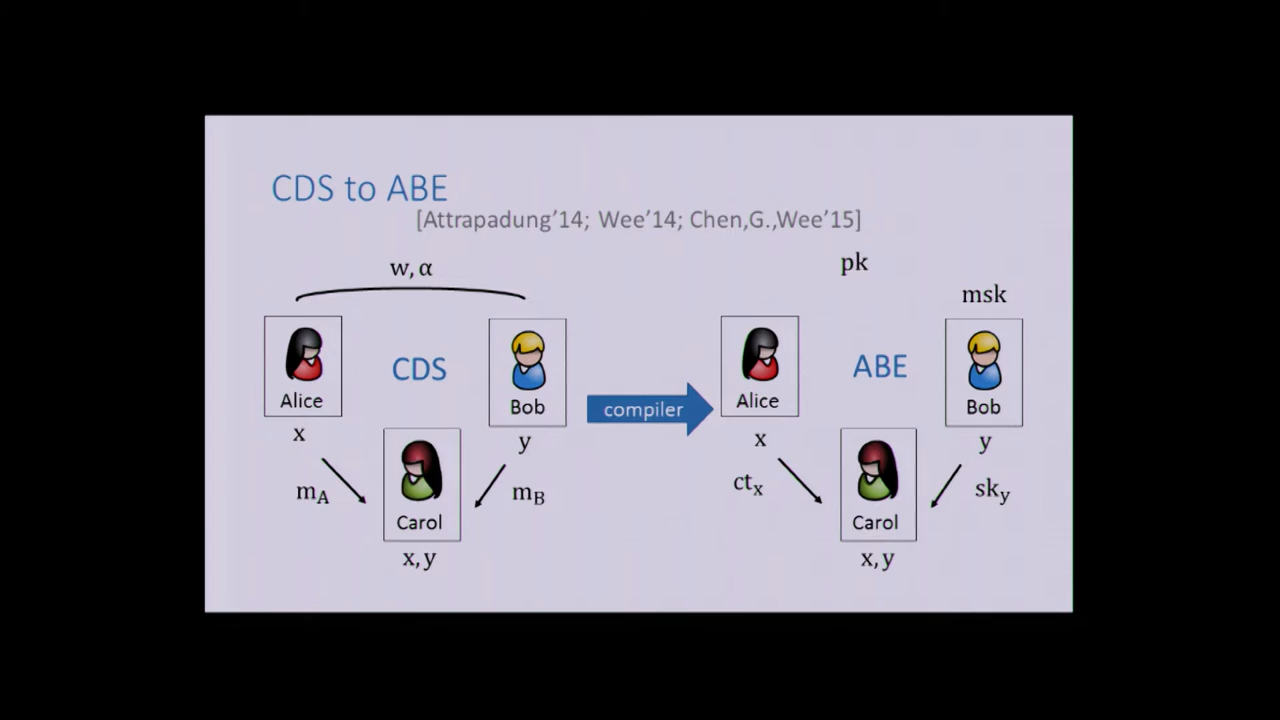 CDS to ABE
[Attrapadung'14; Wee'14; Chen,G.,Wee'15]
w, α
Alice
CDS
Bob
x
y
m_A
m_B
Carol
x, y
compiler
pk
msk
Alice
ABE
Bob
x
y
ct_x
sk_y
Carol
x, y